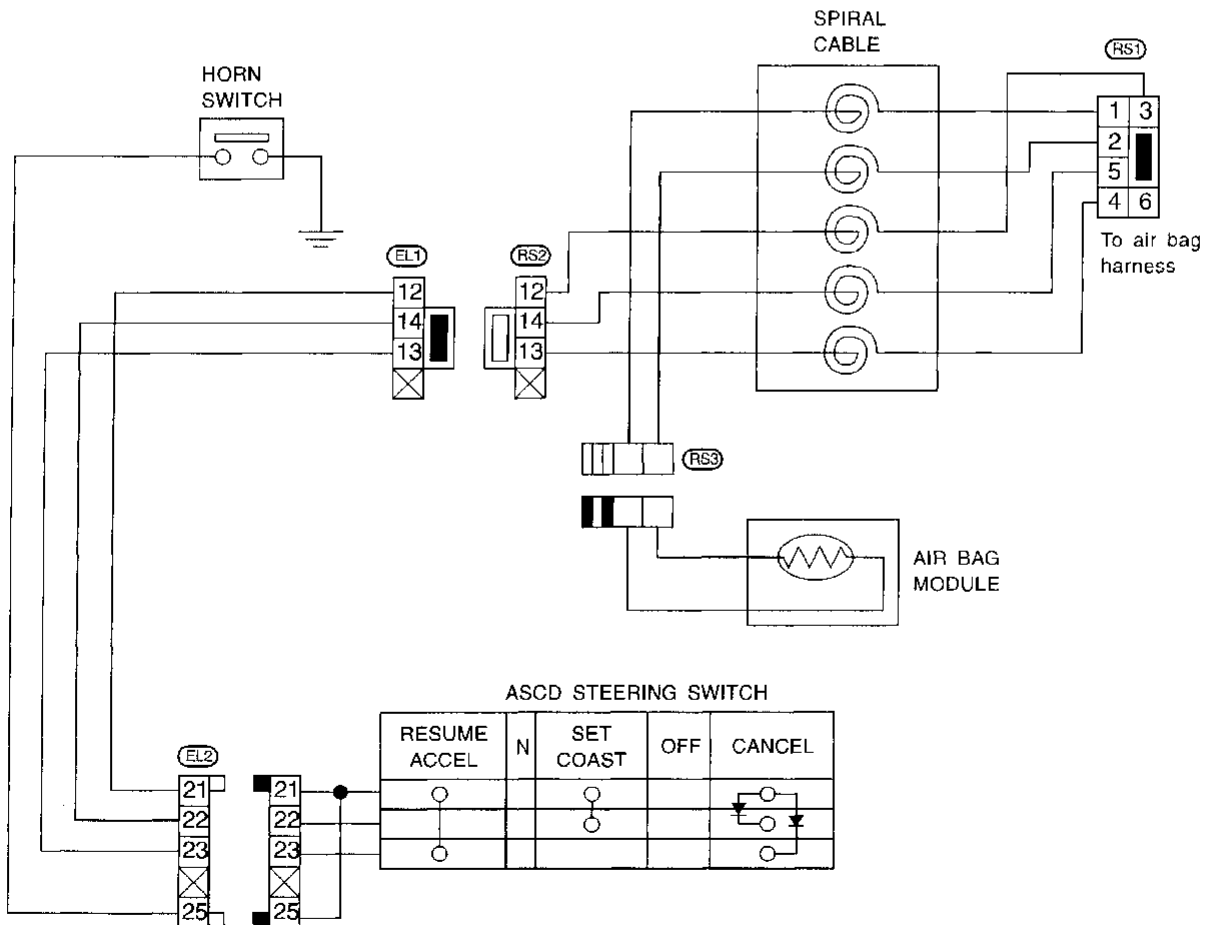 SPIRAL
CABLE
RS1
HORN
SWITCH
1 3
2
5
4 6
To air bag
harness
EL1
RS2
12
14
13
12
14
13
RS3
AIR BAG
MODULE
ASCD STEERING SWITCH
RESUME
ACCEL
N
SET
COAST
OFF
CANCEL
EL2
21
22
23
25
21
22
23
25